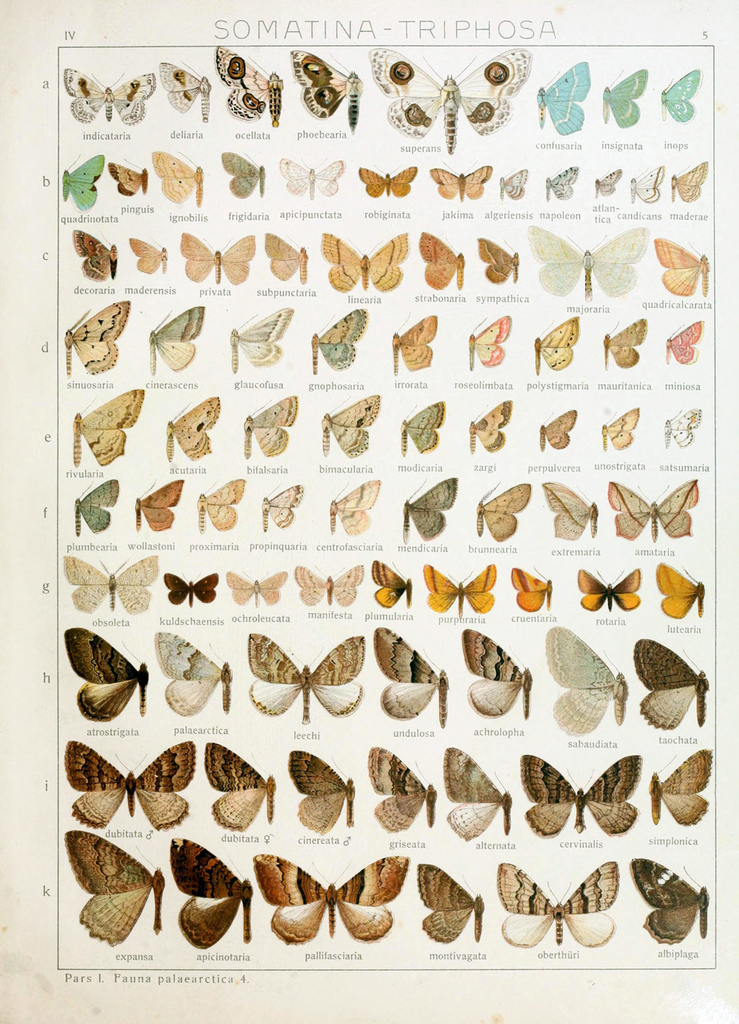 IV SOMATINA-TRIPHOSA 5
a
indicataria deliaria ocellata phoebearia superans confusaria insignata inops
b
quadrinotata pinguis ignobilis frigidaria apicipunctata robiginata jakima algeriensis napoleon atlan-
tica candicans maderae
c
decoraria maderensis privata subpunctaria linearia strabonaria sympathica majoraria quadricalcarata
d
sinuosaria cinerascens glaucofusa gnophosaria irrorata roseolimbata polystigmaria mauritanica miniosa
e
rivularia acutaria bifalsaria bimacularia modicaria zargi perpulverea unostrigata satsumaria
f
plumbearia wollastoni proximaria propinquaria centrofasciaria mendicaria brunnearia extremaria amataria
g
obsoleta kuldschaensis ochroleucata manifesta plumularia purpuraria cruentaria rotaria lutearia
h
atrostrigata palaearctica leechi undulosa achrolopha sabaudiata taochata
i
dubitata ♂ dubitata ♀ cinereata ♂ griseata alternata cervinalis simplonica
k
expansa apicinotaria pallifasciaria montivagata oberthüri albiplaga
Pars I. Fauna palaearctica 4.